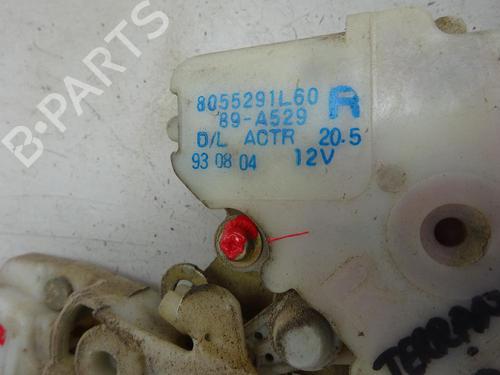 B-PARTS
8055291L60 R
89-A529
D/L ACTR 20.5
93 08 04 12V